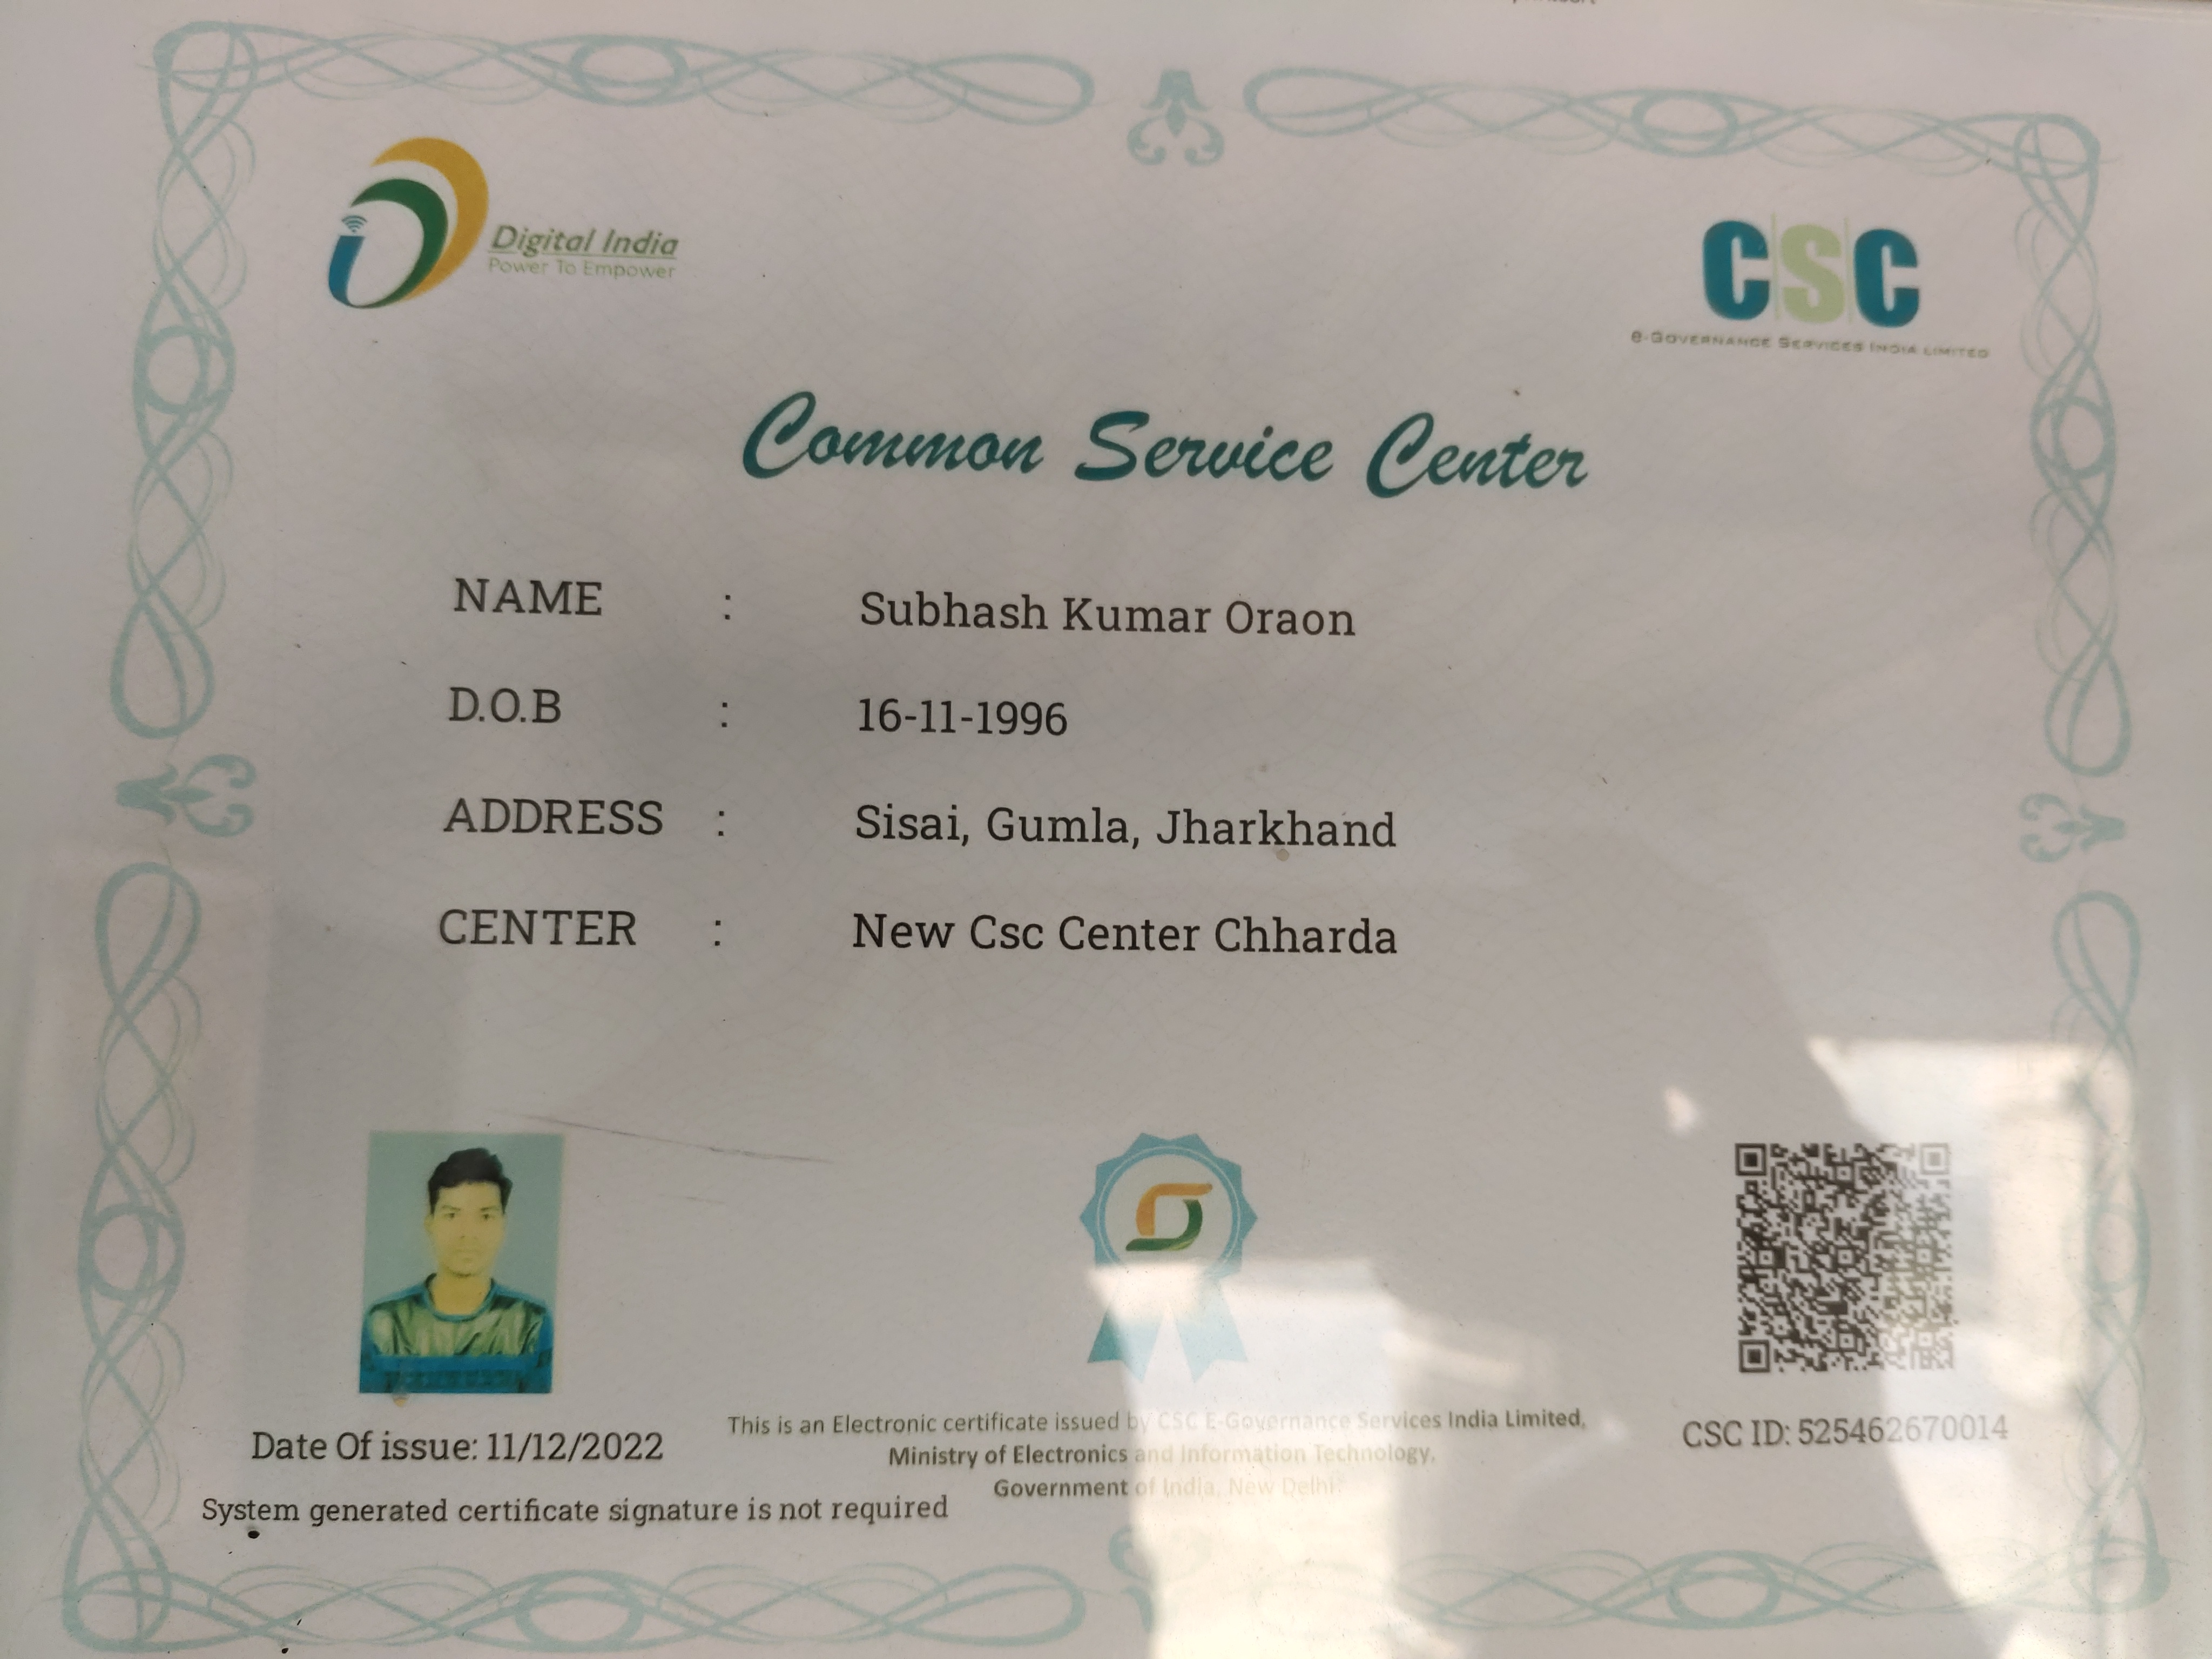 Digital India
Power To Empower
CSC
e-Governance Services India Limited
Common Service Center
NAME : Subhash Kumar Oraon
D.O.B : 16-11-1996
ADDRESS : Sisai, Gumla, Jharkhand
CENTER : New Csc Center Chharda
Date Of issue: 11/12/2022
This is an Electronic certificate issued by CSC E-Governance Services India Limited,
Ministry of Electronics and Information Technology,
Government of India, New Delhi.
CSC ID: 525462670014
System generated certificate signature is not required